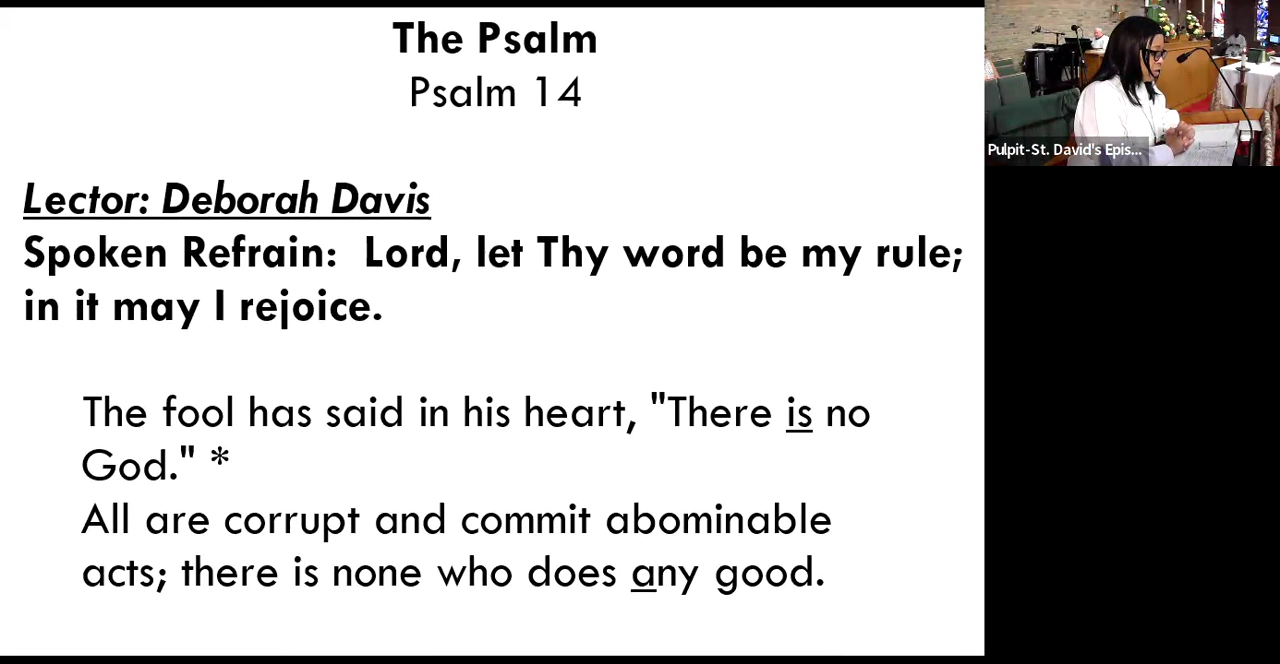 The Psalm
Psalm 14
Lector: Deborah Davis
Spoken Refrain: Lord, let Thy word be my rule;
in it may I rejoice.
The fool has said in his heart, "There is no
God." *
All are corrupt and commit abominable
acts; there is none who does any good.
Pulpit-St. David's Epis...